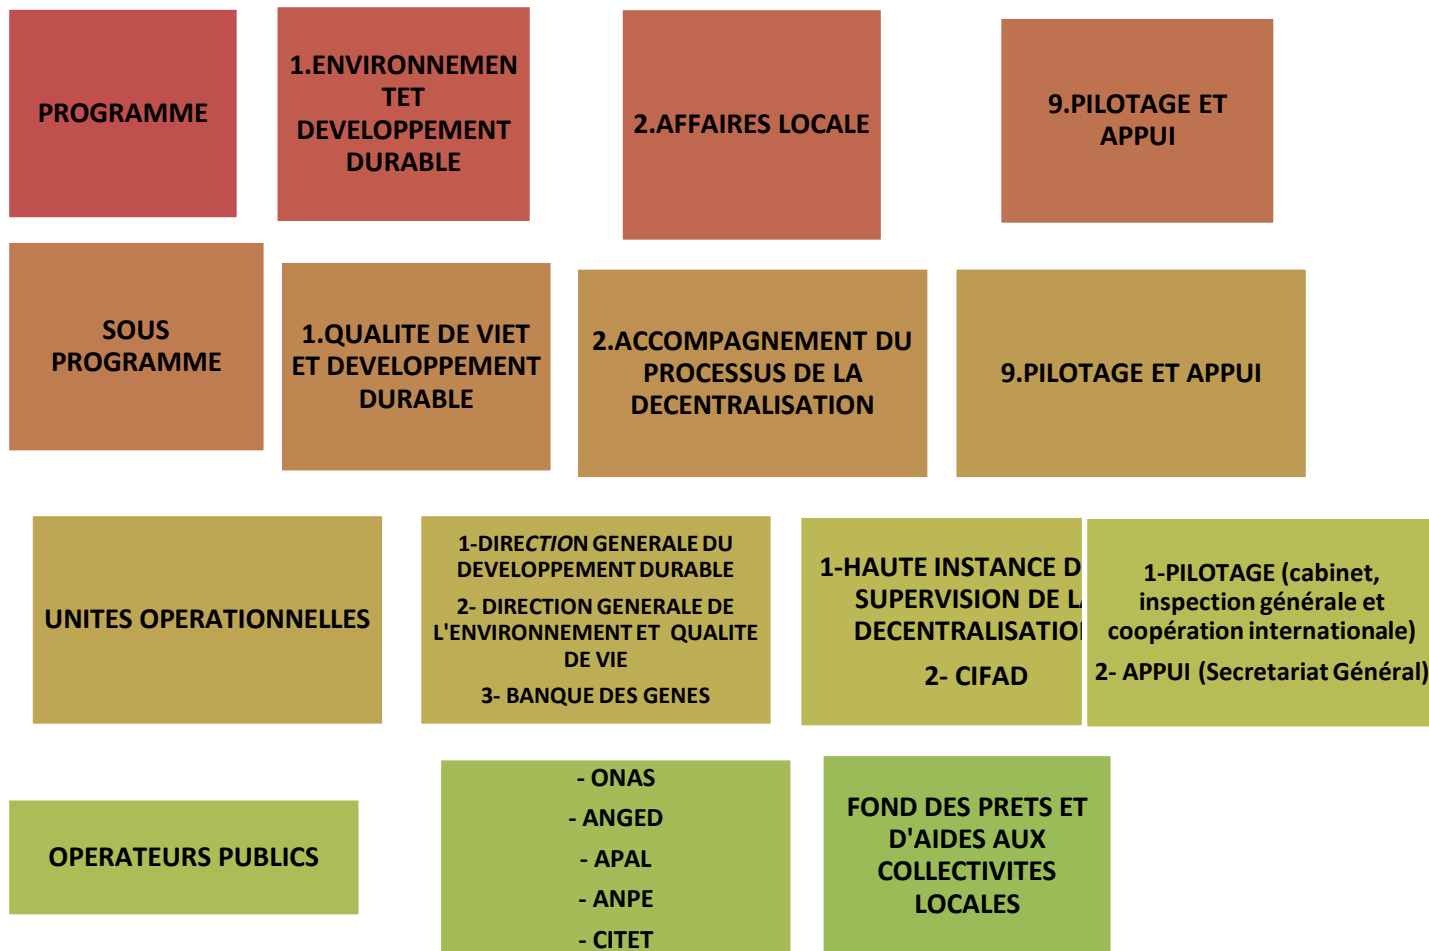 PROGRAMME
1.ENVIRONNEMEN
TET
DEVELOPPEMENT
DURABLE
2.AFFAIRES LOCALE
9.PILOTAGE ET
APPUI
SOUS
PROGRAMME
1.QUALITE DE VIET
ET DEVELOPPEMENT
DURABLE
2.ACCOMPAGNEMENT DU
PROCESSUS DE LA
DECENTRALISATION
9.PILOTAGE ET APPUI
UNITES OPERATIONNELLES
1-DIRECTION GENERALE DU
DEVELOPPEMENT DURABLE
2- DIRECTION GENERALE DE
L'ENVIRONNEMENT ET QUALITE
DE VIE
3- BANQUE DES GENES
1-HAUTE INSTANCE D
SUPERVISION DE LA
DECENTRALISATIO
2- CIFAD
1-PILOTAGE (cabinet,
inspection générale et
coopération internationale)
2- APPUI (Secretariat Général)
OPERATEURS PUBLICS
- ONAS
- ANGED
- APAL
- ANPE
- CITET
FOND DES PRETS ET
D'AIDES AUX
COLLECTIVITES
LOCALES